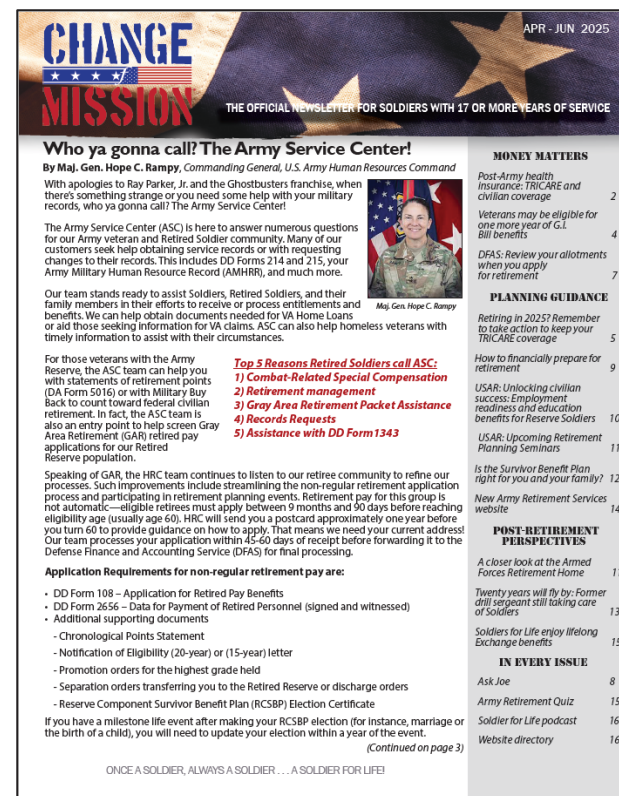 APR - JUN 2025
CHANGE
of
MISSION
THE OFFICIAL NEWSLETTER FOR SOLDIERS WITH 17 OR MORE YEARS OF SERVICE
Who ya gonna call? The Army Service Center!
By Maj. Gen. Hope C. Rampy, Commanding General, U.S. Army Human Resources Command
With apologies to Ray Parker, Jr. and the Ghostbusters franchise, when
there's something strange or you need some help with your military
records, who ya gonna call? The Army Service Center!
The Army Service Center (ASC) is here to answer numerous questions
for our Army veteran and Retired Soldier community. Many of our
customers seek help obtaining service records or with requesting
changes to their records. This includes DD Forms 214 and 215, your
Army Military Human Resource Record (AMHRR), and much more.
Our team stands ready to assist Soldiers, Retired Soldiers, and their
family members in their efforts to receive or process entitlements and
benefits. We can help obtain documents needed for VA Home Loans
or aid those seeking information for VA claims. ASC can also help homeless veterans with
timely information to assist with their circumstances.
Maj. Gen. Hope C. Rampy
For those veterans with the Army
Reserve, the ASC team can help you
with statements of retirement points
(DA Form 5016) or with Military Buy
Back to count toward federal civilian
retirement. In fact, the ASC team is
also an entry point to help screen Gray
Area Retirement (GAR) retired pay
applications for our Retired
Reserve population.
Top 5 Reasons Retired Soldiers call ASC:
1) Combat-Related Special Compensation
2) Retirement management
3) Gray Area Retirement Packet Assistance
4) Records Requests
5) Assistance with DD Form1343
Speaking of GAR, the HRC team continues to listen to our retiree community to refine our
processes. Such improvements include streamlining the non-regular retirement application
process and participating in retirement planning events. Retirement pay for this group is
not automatic—eligible retirees must apply between 9 months and 90 days before reaching
eligibility age (usually age 60). HRC will send you a postcard approximately one year before
you turn 60 to provide guidance on how to apply. That means we need your current address!
Our team processes your application within 45-60 days of receipt before forwarding it to the
Defense Finance and Accounting Service (DFAS) for final processing.
Application Requirements for non-regular retirement pay are:
• DD Form 108 – Application for Retired Pay Benefits
• DD Form 2656 – Data for Payment of Retired Personnel (signed and witnessed)
• Additional supporting documents
- Chronological Points Statement
- Notification of Eligibility (20-year) or (15-year) letter
- Promotion orders for the highest grade held
- Separation orders transferring you to the Retired Reserve or discharge orders
- Reserve Component Survivor Benefit Plan (RCSBP) Election Certificate
If you have a milestone life event after making your RCSBP election (for instance, marriage or
the birth of a child), you will need to update your election within a year of the event.
(Continued on page 3)
ONCE A SOLDIER, ALWAYS A SOLDIER . . . A SOLDIER FOR LIFE!
MONEY MATTERS
Post-Army health
insurance: TRICARE and
civilian coverage 2
Veterans may be eligible for
one more year of G.I.
Bill benefits 4
DFAS: Review your allotments
when you apply
for retirement 7
PLANNING GUIDANCE
Retiring in 2025? Remember
to take action to keep your
TRICARE coverage 5
How to financially prepare for
retirement 9
USAR: Unlocking civilian
success: Employment
readiness and education
benefits for Reserve Soldiers 10
USAR: Upcoming Retirement
Planning Seminars 11
Is the Survivor Benefit Plan
right for you and your family? 12
New Army Retirement Services
website 14
POST-RETIREMENT
PERSPECTIVES
A closer look at the Armed
Forces Retirement Home 11
Twenty years will fly by: Former
drill sergeant still taking care
of Soldiers 13
Soldiers for Life enjoy lifelong
Exchange benefits 15
IN EVERY ISSUE
Ask Joe 8
Army Retirement Quiz 15
Soldier for Life podcast 16
Website directory 16